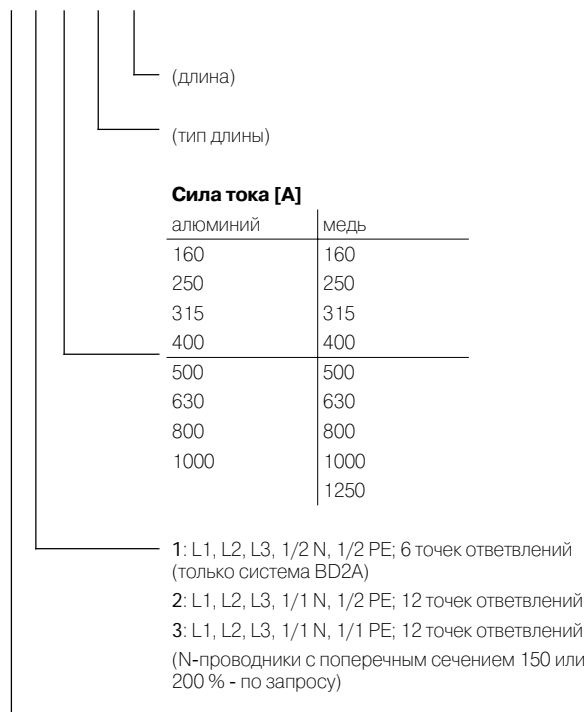 (длина)
(тип длины)
Сила тока [А]
алюминий медь
160 160
250 250
315 315
400 400
500 500
630 630
800 800
1000 1000
1250
1: L1, L2, L3, 1/2 N, 1/2 PE; 6 точек ответвлений
(только система BD2A)
2: L1, L2, L3, 1/1 N, 1/2 PE; 12 точек ответвлений
3: L1, L2, L3, 1/1 N, 1/1 PE; 12 точек ответвлений
(N-проводники с поперечным сечением 150 или
200 % - по запросу)